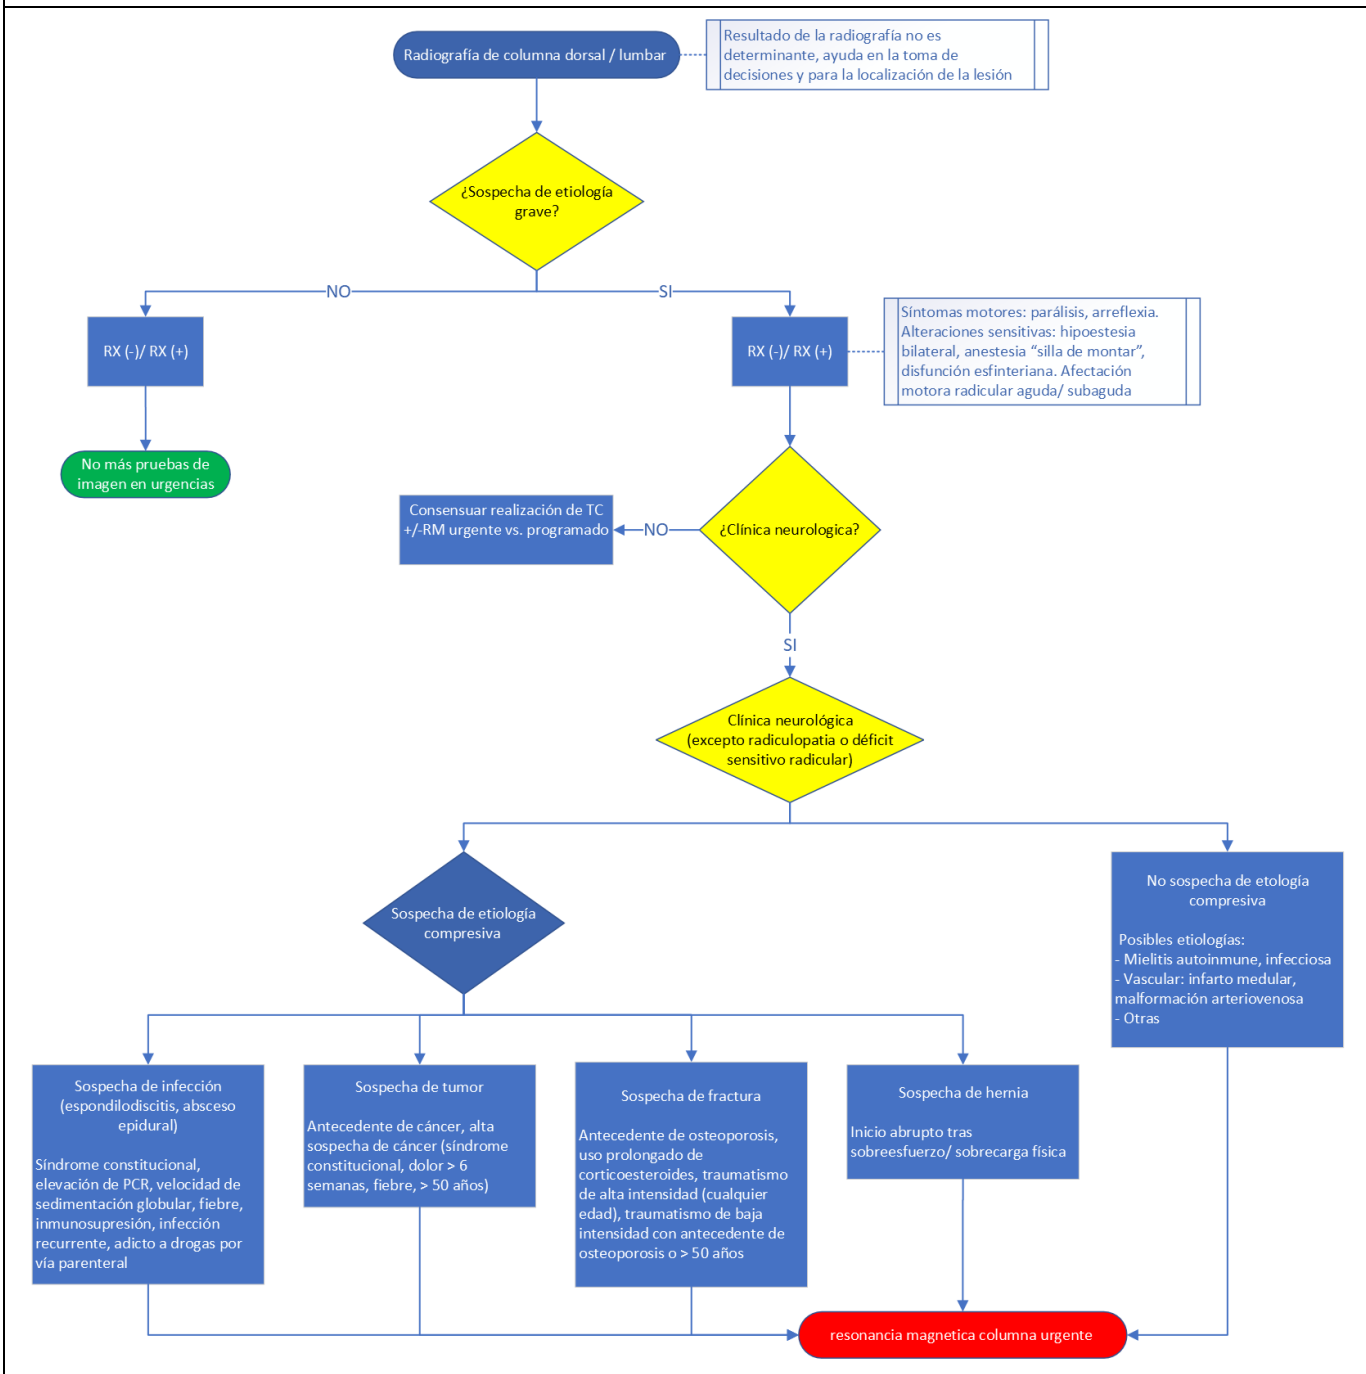 Radiografía de columna dorsal / lumbar
Resultado de la radiografía no es
determinante, ayuda en la toma de
decisiones y para la localización de la lesión
¿Sospecha de etiología
grave?
NO
SI
RX (-)/ RX (+)
RX (-)/ RX (+)
Síntomas motores: parálisis, arreflexia.
Alteraciones sensitivas: hipoestesia
bilateral, anestesia “silla de montar”,
disfunción esfinteriana. Afectación
motora radicular aguda/ subaguda
No más pruebas de
imagen en urgencias
Consensuar realización de TC
+/-RM urgente vs. programado
NO
¿Clínica neurologica?
SI
Clínica neurológica
(excepto radiculopatia o déficit
sensitivo radicular)
Sospecha de etiología
compresiva
No sospecha de etología
compresiva
Posibles etiologías:
- Mielitis autoinmune, infecciosa
- Vascular: infarto medular,
malformación arteriovenosa
- Otras
Sospecha de infección
(espondilodiscitis, absceso
epidural)
Síndrome constitucional,
elevación de PCR, velocidad de
sedimentación globular, fiebre,
inmunosupresión, infección
recurrente, adicto a drogas por
vía parenteral
Sospecha de tumor
Antecedente de cáncer, alta
sospecha de cáncer (síndrome
constitucional, dolor > 6
semanas, fiebre, > 50 años)
Sospecha de fractura
Antecedente de osteoporosis,
uso prolongado de
corticoesteroides, traumatismo
de alta intensidad (cualquier
edad), traumatismo de baja
intensidad con antecedente de
osteoporosis o > 50 años
Sospecha de hernia
Inicio abrupto tras
sobreesfuerzo/ sobrecarga física
resonancia magnetica columna urgente